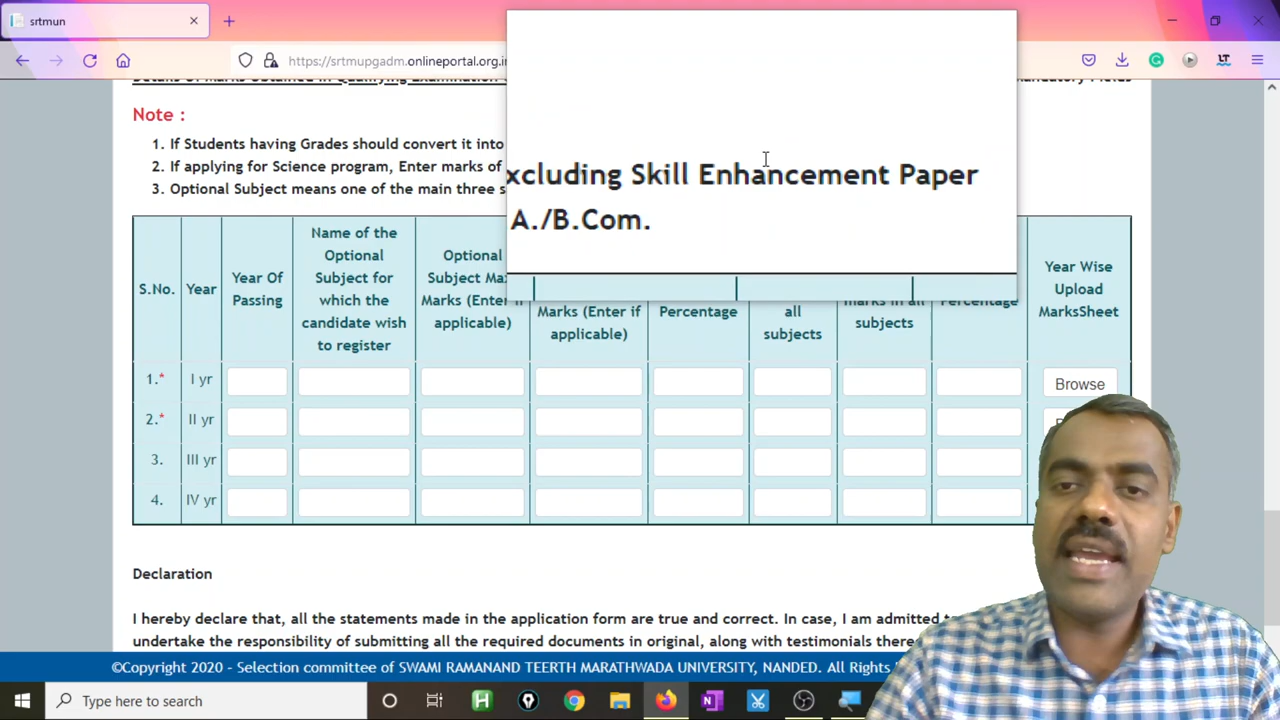 srtmun
https://srtmupgadm.onlineportal.org.in
Note :
1. If Students having Grades should convert it into
2. If applying for Science program, Enter marks of
3. Optional Subject means one of the main three s
xcluding Skill Enhancement Paper
A./B.Com.
S.No.
Year
Year Of Passing
Name of the Optional Subject for which the candidate wish to register
Optional Subject Max Marks (Enter if applicable)
Marks (Enter if applicable)
Percentage
all subjects
marks in all subjects
Percentage
Year Wise Upload MarksSheet
1.* I yr Browse
2.* II yr
3. III yr
4. IV yr
Declaration
I hereby declare that, all the statements made in the application form are true and correct. In case, I am admitted
undertake the responsibility of submitting all the required documents in original, along with testimonials
©Copyright 2020 - Selection committee of SWAMI RAMANAND TEERTH MARATHWADA UNIVERSITY, NANDED. All
Type here to search